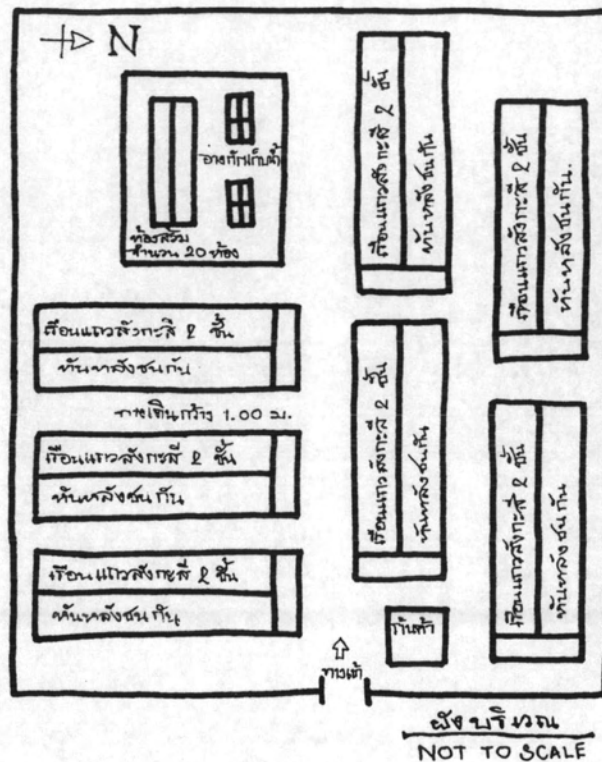 N
อาบกักเก็บน้ำ
ห้องส้วม
จำนวน 20 ห้อง
เรือนแถวสังกะสี 2 ชั้น
หันหลังชนกัน
เรือนแถวสังกะสี 2 ชั้น
หันหลังชนกัน.
เรือนแถวสังกะสี 2 ชั้น
หันหลังชนกัน
ทางเดินกว้าง 1.00 ม.
เรือนแถวสังกะสี 2 ชั้น
หันหลังชนกัน
เรือนแถวสังกะสี 2 ชั้น
หันหลังชนกัน
เรือนแถวสังกะสี 2 ชั้น
หันหลังชนกัน
เรือนแถวสังกะสี 2 ชั้น
หันหลังชนกัน
ร้านค้า
ทางเข้า
ผังบริเวณ
NOT TO SCALE